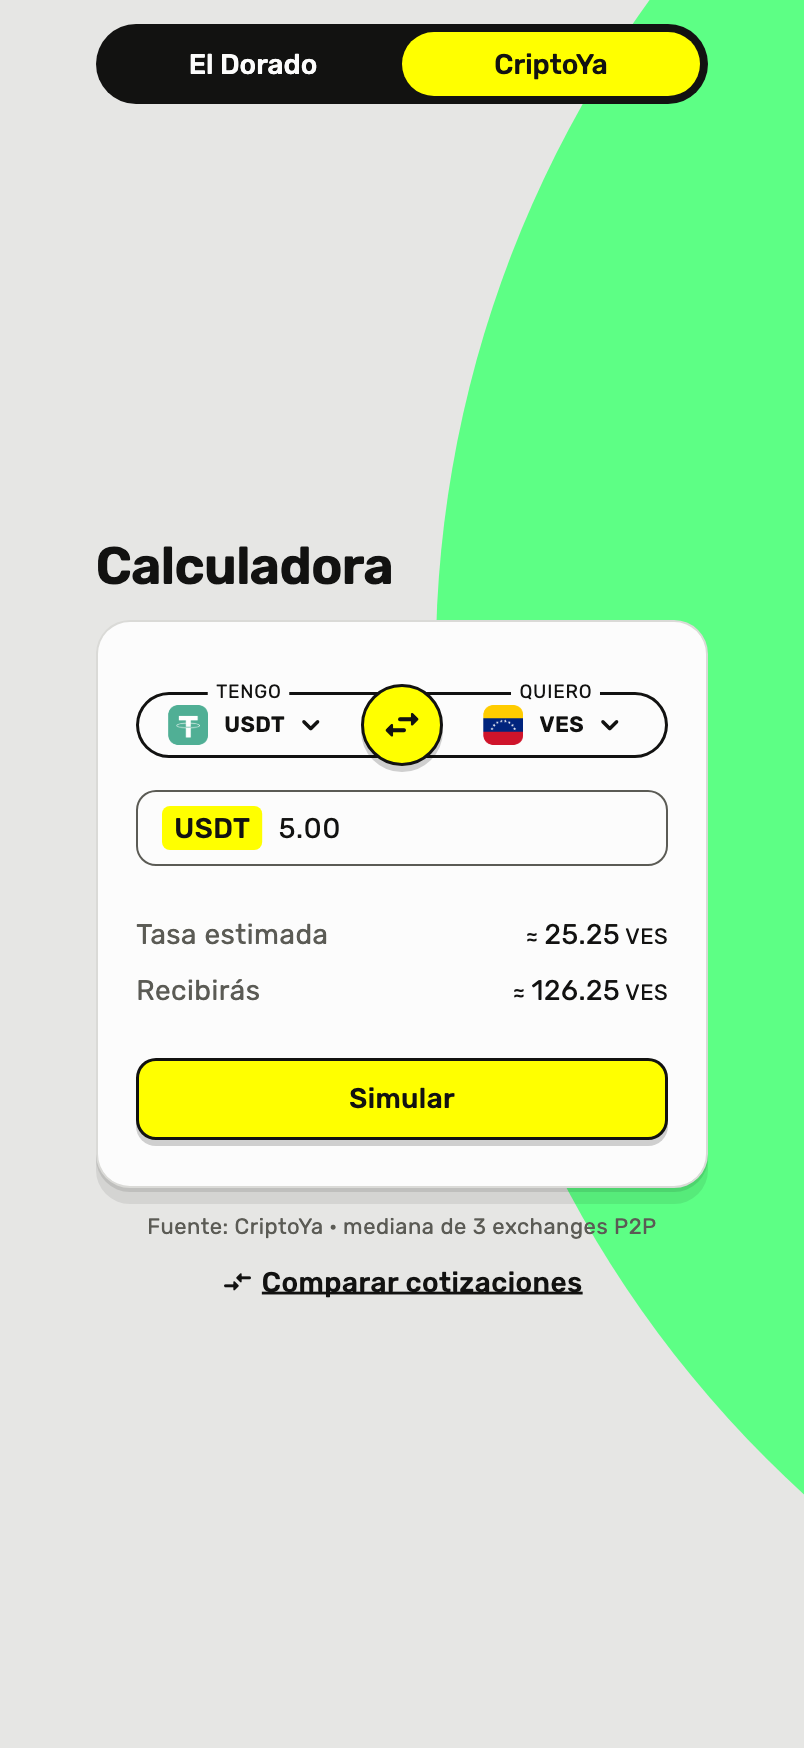 El Dorado CriptoYa
Calculadora
TENGO QUIERO
USDT VES
USDT 5.00
Tasa estimada ≈ 25.25 VES
Recibirás ≈ 126.25 VES
Simular
Fuente: CriptoYa • mediana de 3 exchanges P2P
Comparar cotizaciones